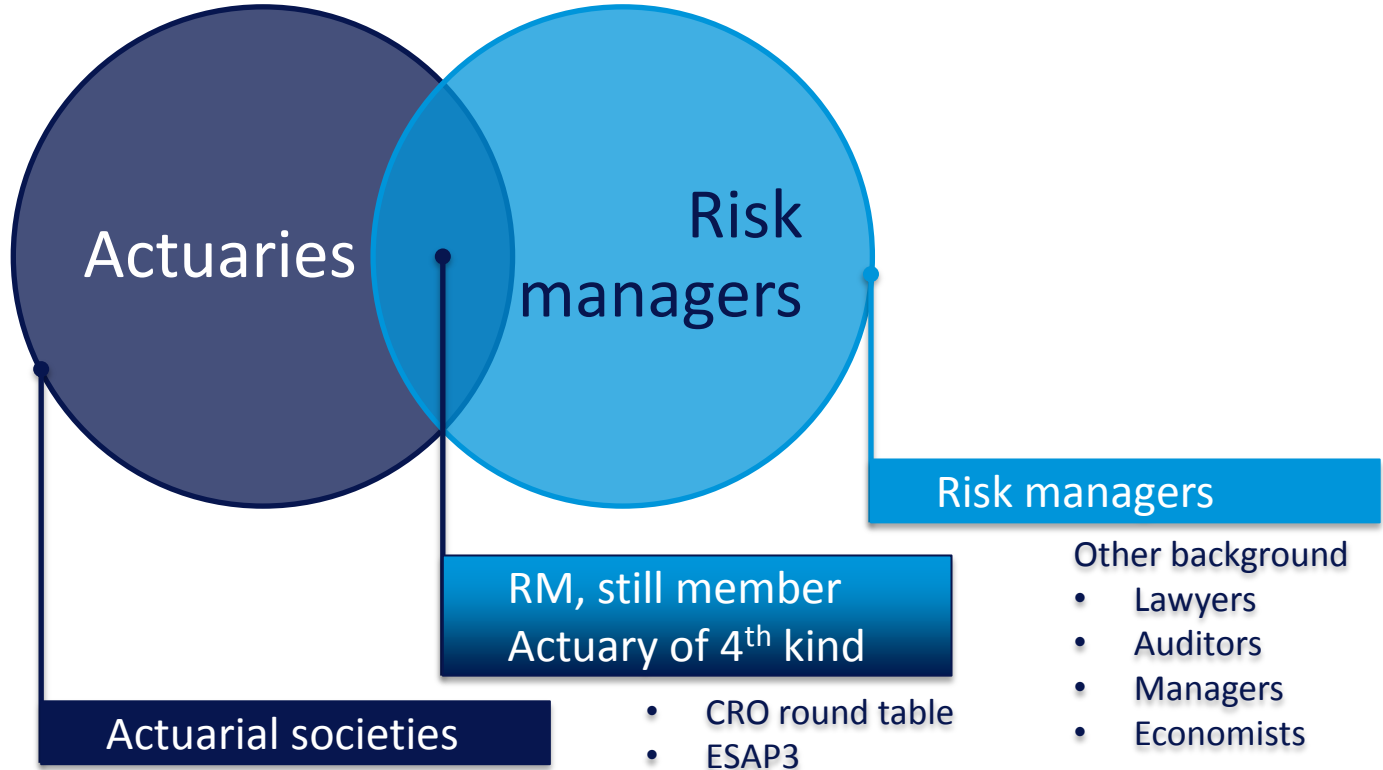 Actuaries
Risk
managers
Risk managers
Other background
• Lawyers
• Auditors
• Managers
• Economists
RM, still member
Actuary of 4th kind
• CRO round table
• ESAP3
Actuarial societies